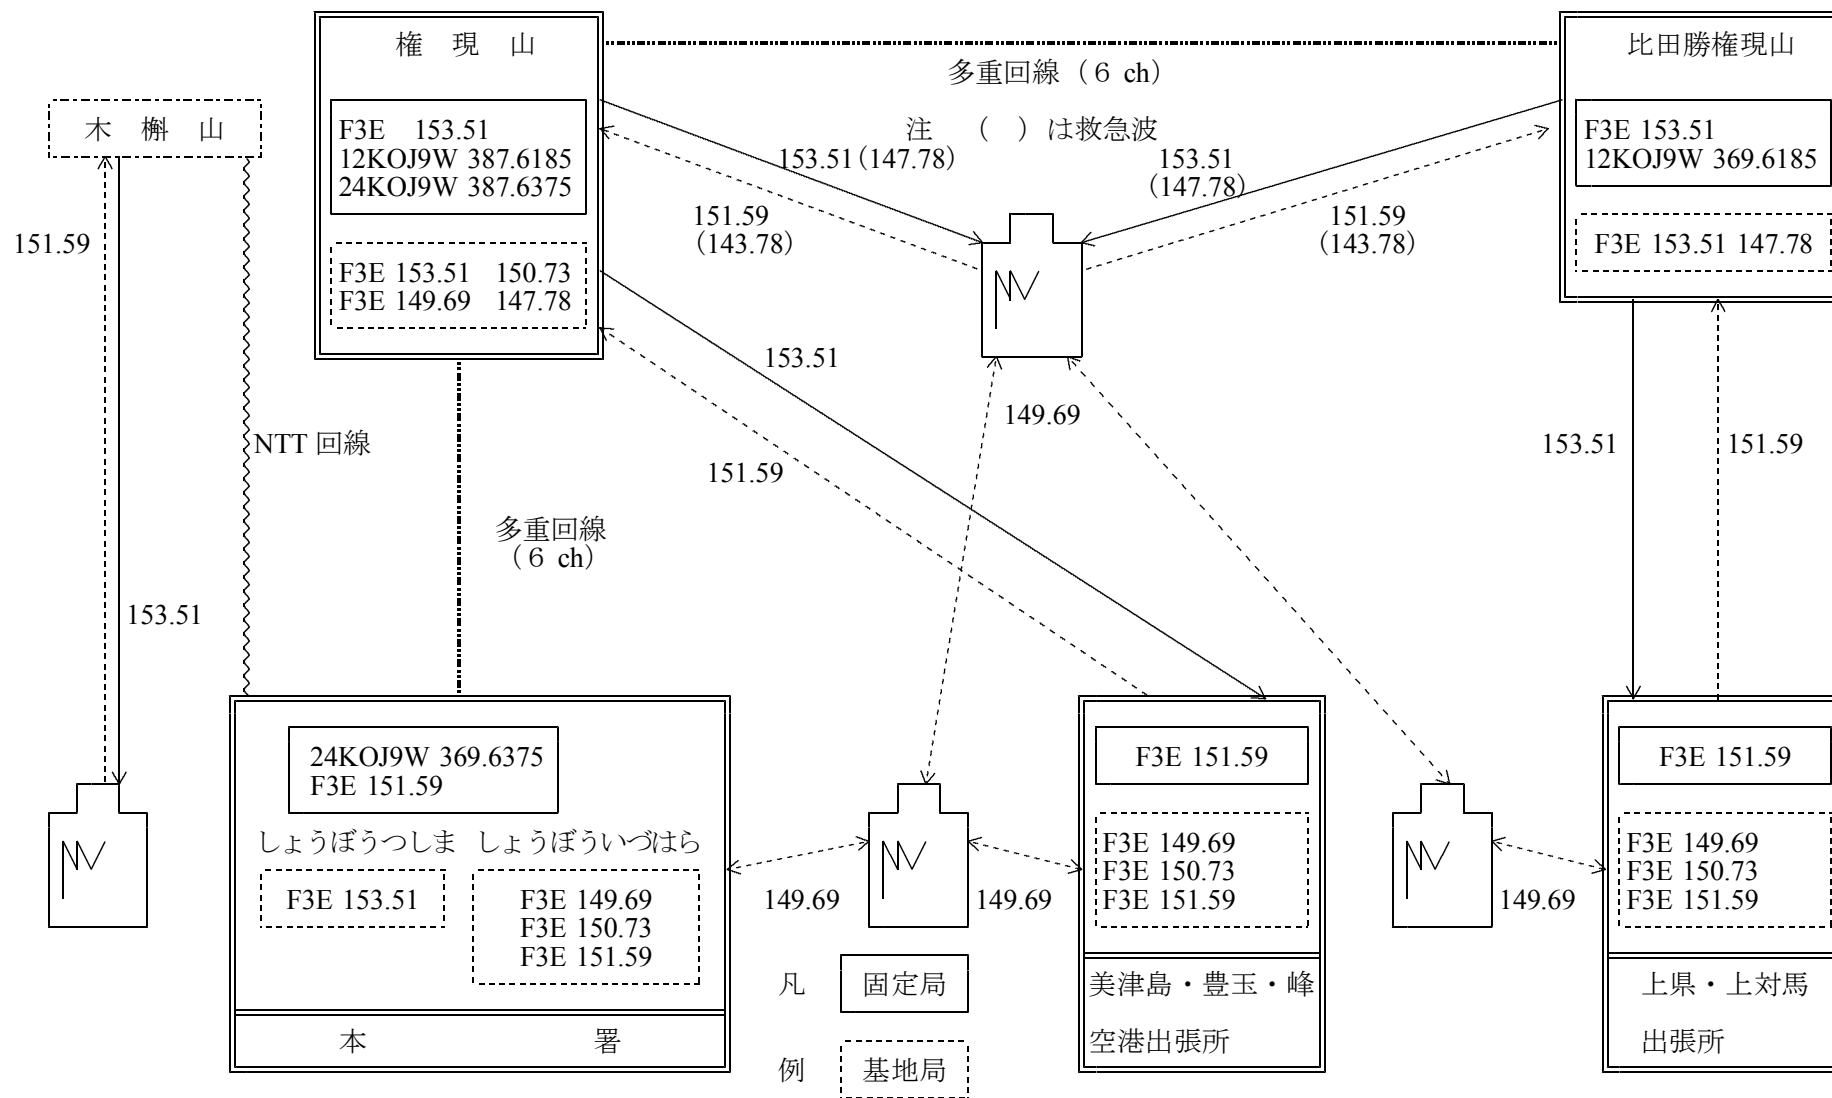 権 現 山
比田勝権現山
多重回線（６ ch）
木 槲 山
F3E 153.51
12KOJ9W 387.6185
24KOJ9W 387.6375
注 （ ）は救急波
153.51（147.78）
153.51
（147.78）
F3E 153.51
12KOJ9W 369.6185
151.59
151.59
（143.78）
151.59
（143.78）
F3E 153.51 147.78
F3E 153.51 150.73
F3E 149.69 147.78
153.51
149.69
NTT 回線
151.59
153.51
151.59
多重回線
（６ ch）
153.51
24KOJ9W 369.6375
F3E 151.59
F3E 151.59
F3E 151.59
しょうぼうつしま しょうぼういづはら
F3E 153.51
F3E 149.69
F3E 150.73
F3E 151.59
149.69
149.69
F3E 149.69
F3E 150.73
F3E 151.59
149.69
F3E 149.69
F3E 150.73
F3E 151.59
本 署
凡 固定局
例 基地局
美津島・豊玉・峰
空港出張所
上県・上対馬
出張所